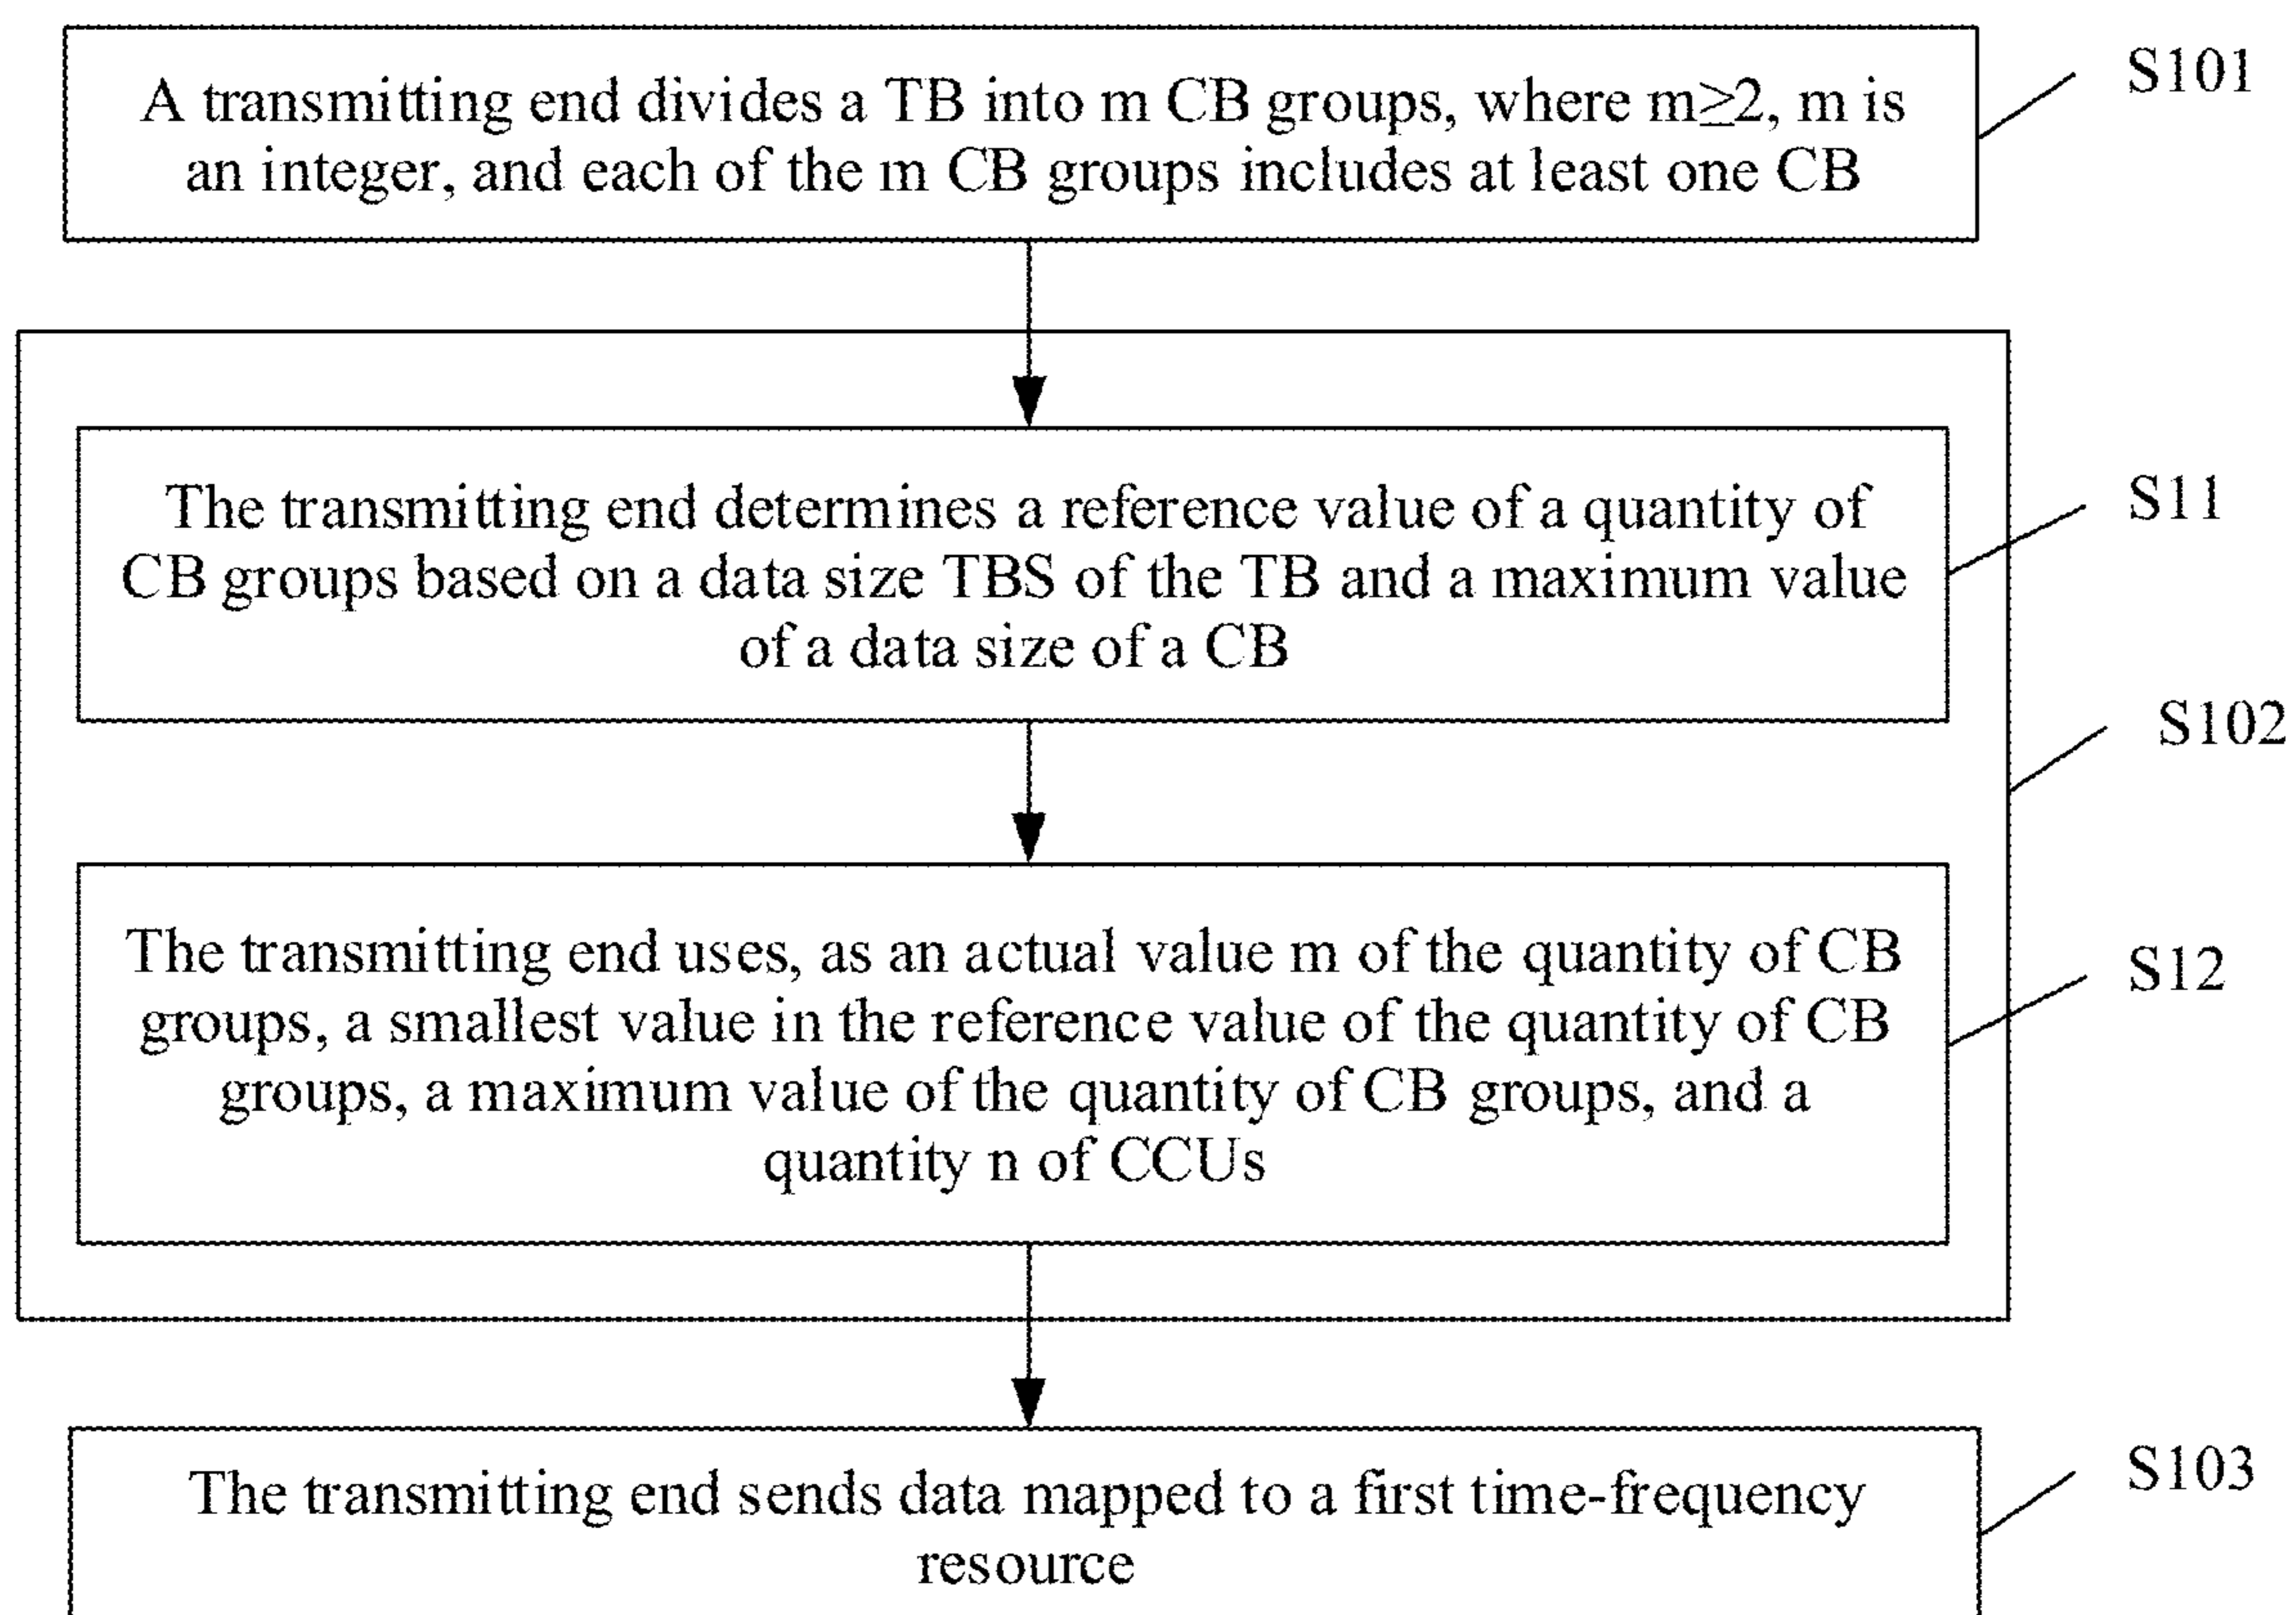 A transmitting end divides a TB into m CB groups, where m≥2, m is
an integer, and each of the m CB groups includes at least one CB
S101
The transmitting end determines a reference value of a quantity of
CB groups based on a data size TBS of the TB and a maximum value
of a data size of a CB
S11
S102
The transmitting end uses, as an actual value m of the quantity of CB
groups, a smallest value in the reference value of the quantity of CB
groups, a maximum value of the quantity of CB groups, and a
quantity n of CCUs
S12
The transmitting end sends data mapped to a first time-frequency
resource
S103